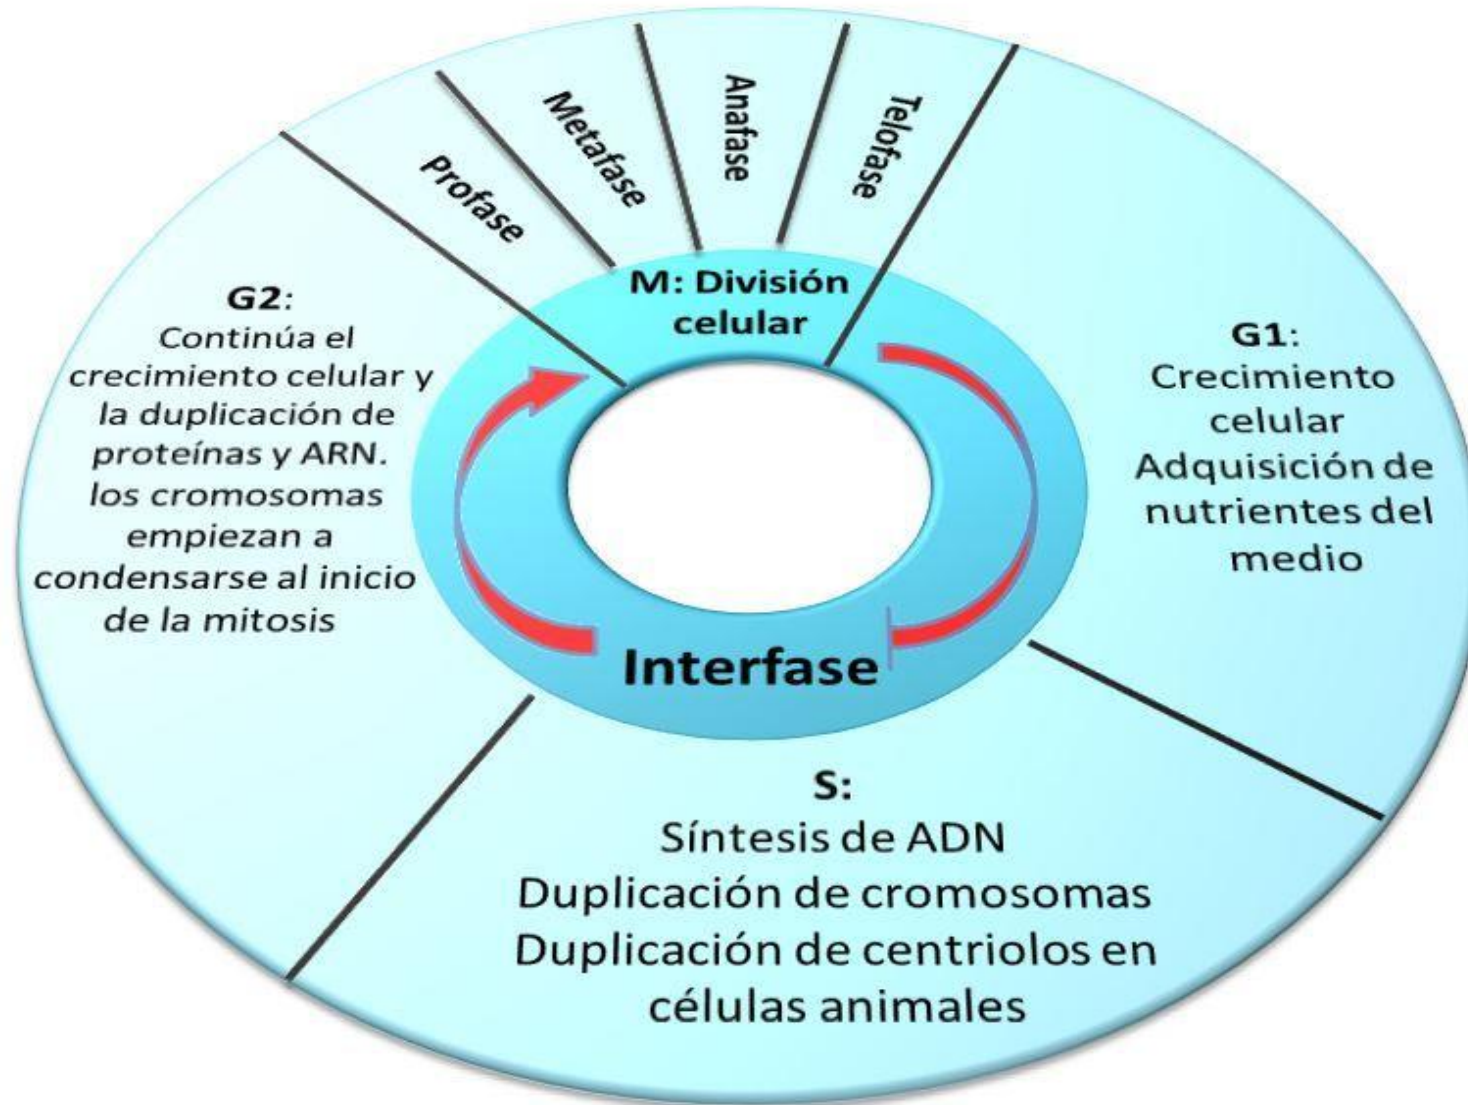 Profase
Metafase
Anafase
Telofase
M: División
celular
G1:
Crecimiento
celular
Adquisición de
nutrientes del
medio
S:
Síntesis de ADN
Duplicación de cromosomas
Duplicación de centriolos en
células animales
G2:
Continúa el
crecimiento celular y
la duplicación de
proteínas y ARN.
los cromosomas
empiezan a
condensarse al inicio
de la mitosis
Interfase